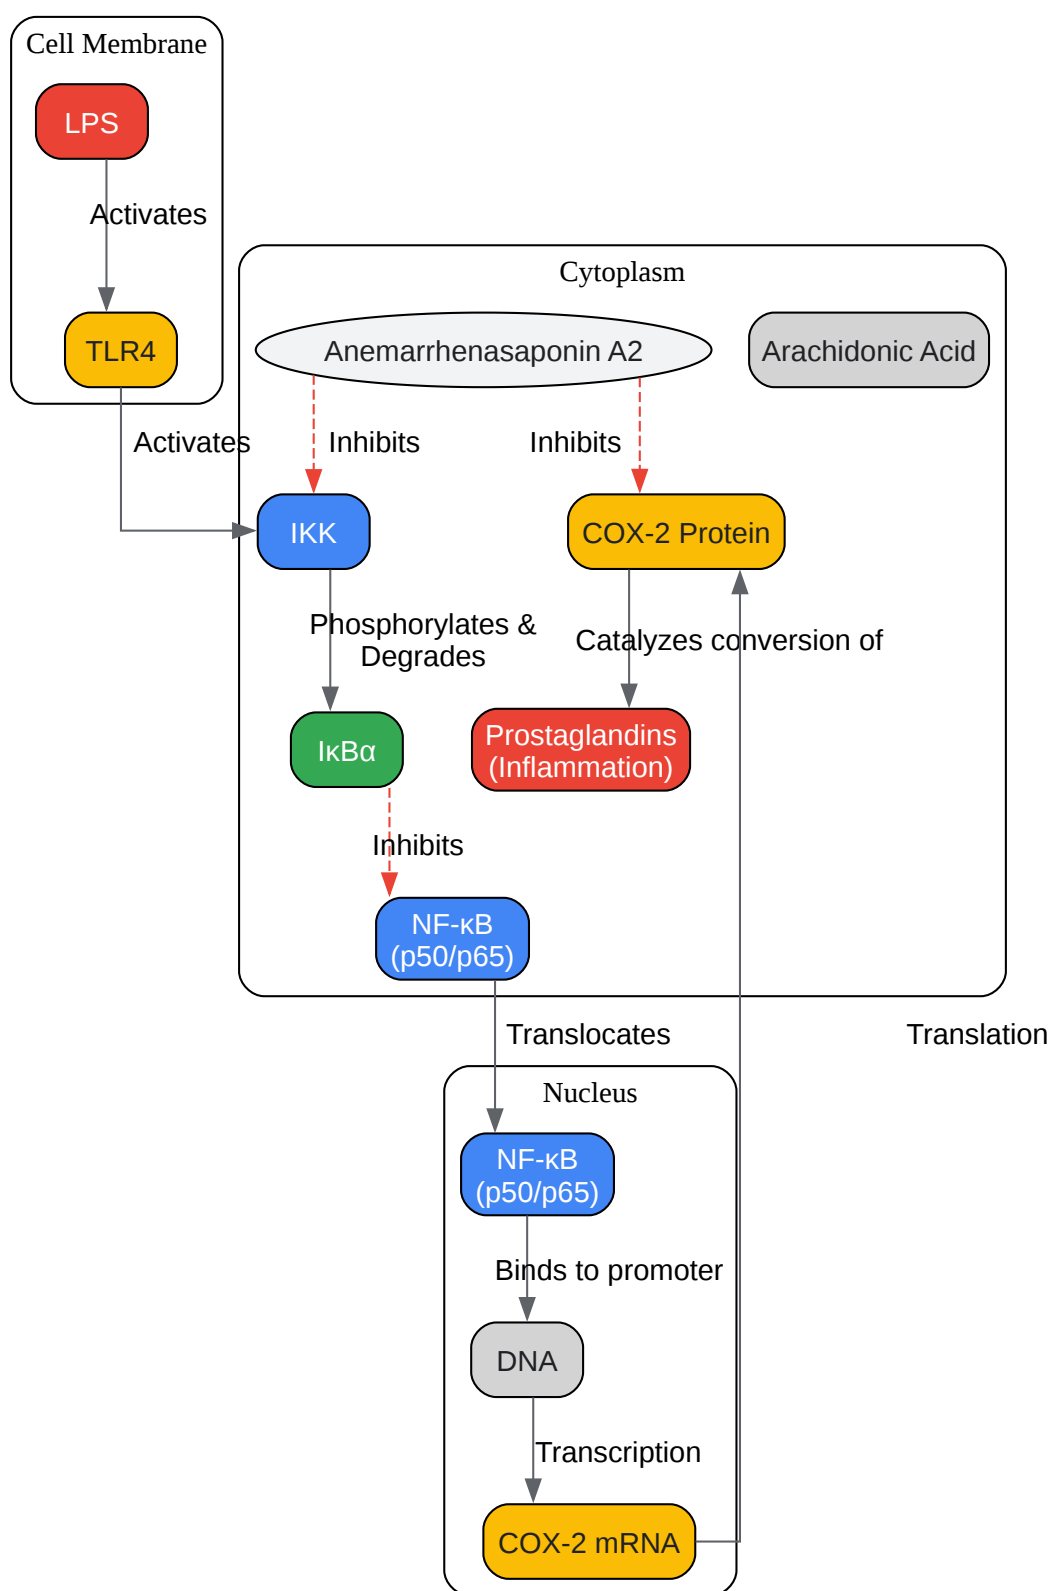 Cell Membrane
LPS
Activates
TLR4
Activates
Cytoplasm
Anemarrhenasaponin A2
Arachidonic Acid
Inhibits
Inhibits
IKK
COX-2 Protein
Phosphorylates &
Degrades
Catalyzes conversion of
IκBα
Prostaglandins
(Inflammation)
Inhibits
NF-κB
(p50/p65)
Translocates
Translation
Nucleus
NF-κB
(p50/p65)
Binds to promoter
DNA
Transcription
COX-2 mRNA